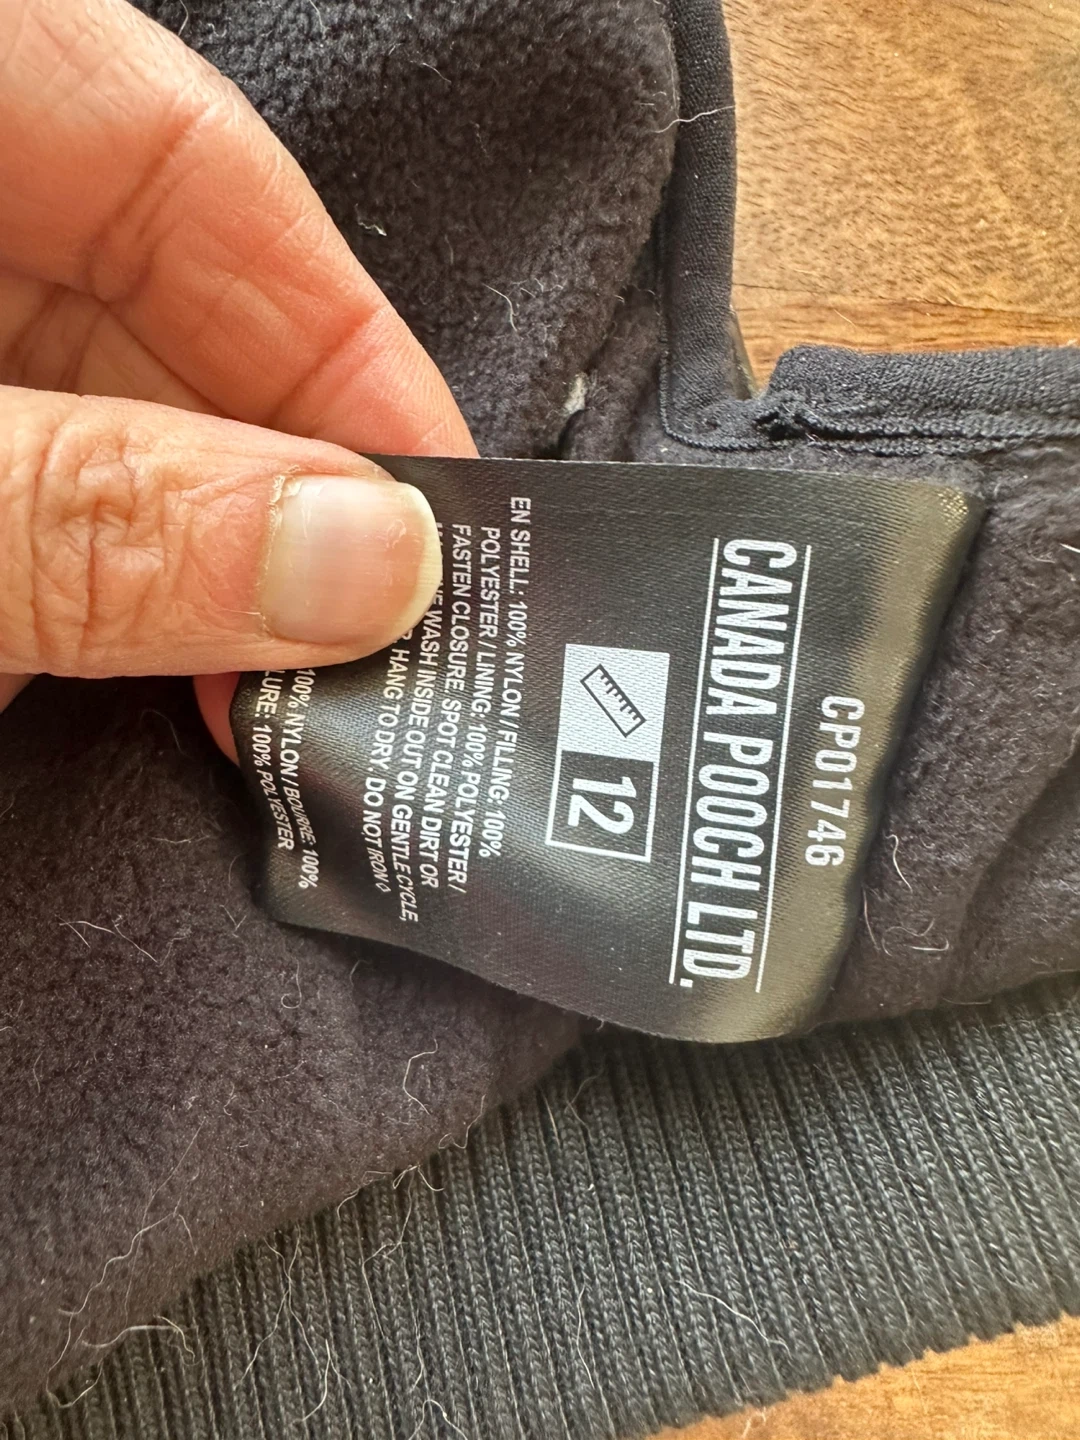 CP01746
CANADA POOCH LTD.
12
EN SHELL: 100% NYLON / FILLING: 100%
POLYESTER / LINING: 100% POLYESTER /
FASTEN CLOSURE. SPOT CLEAN DIRT OR
WASH INSIDE OUT ON GENTLE CYCLE,
HANG TO DRY. DO NOT IRON ◊
100% NYLON / BOURRE: 100%
100% POLYESTER